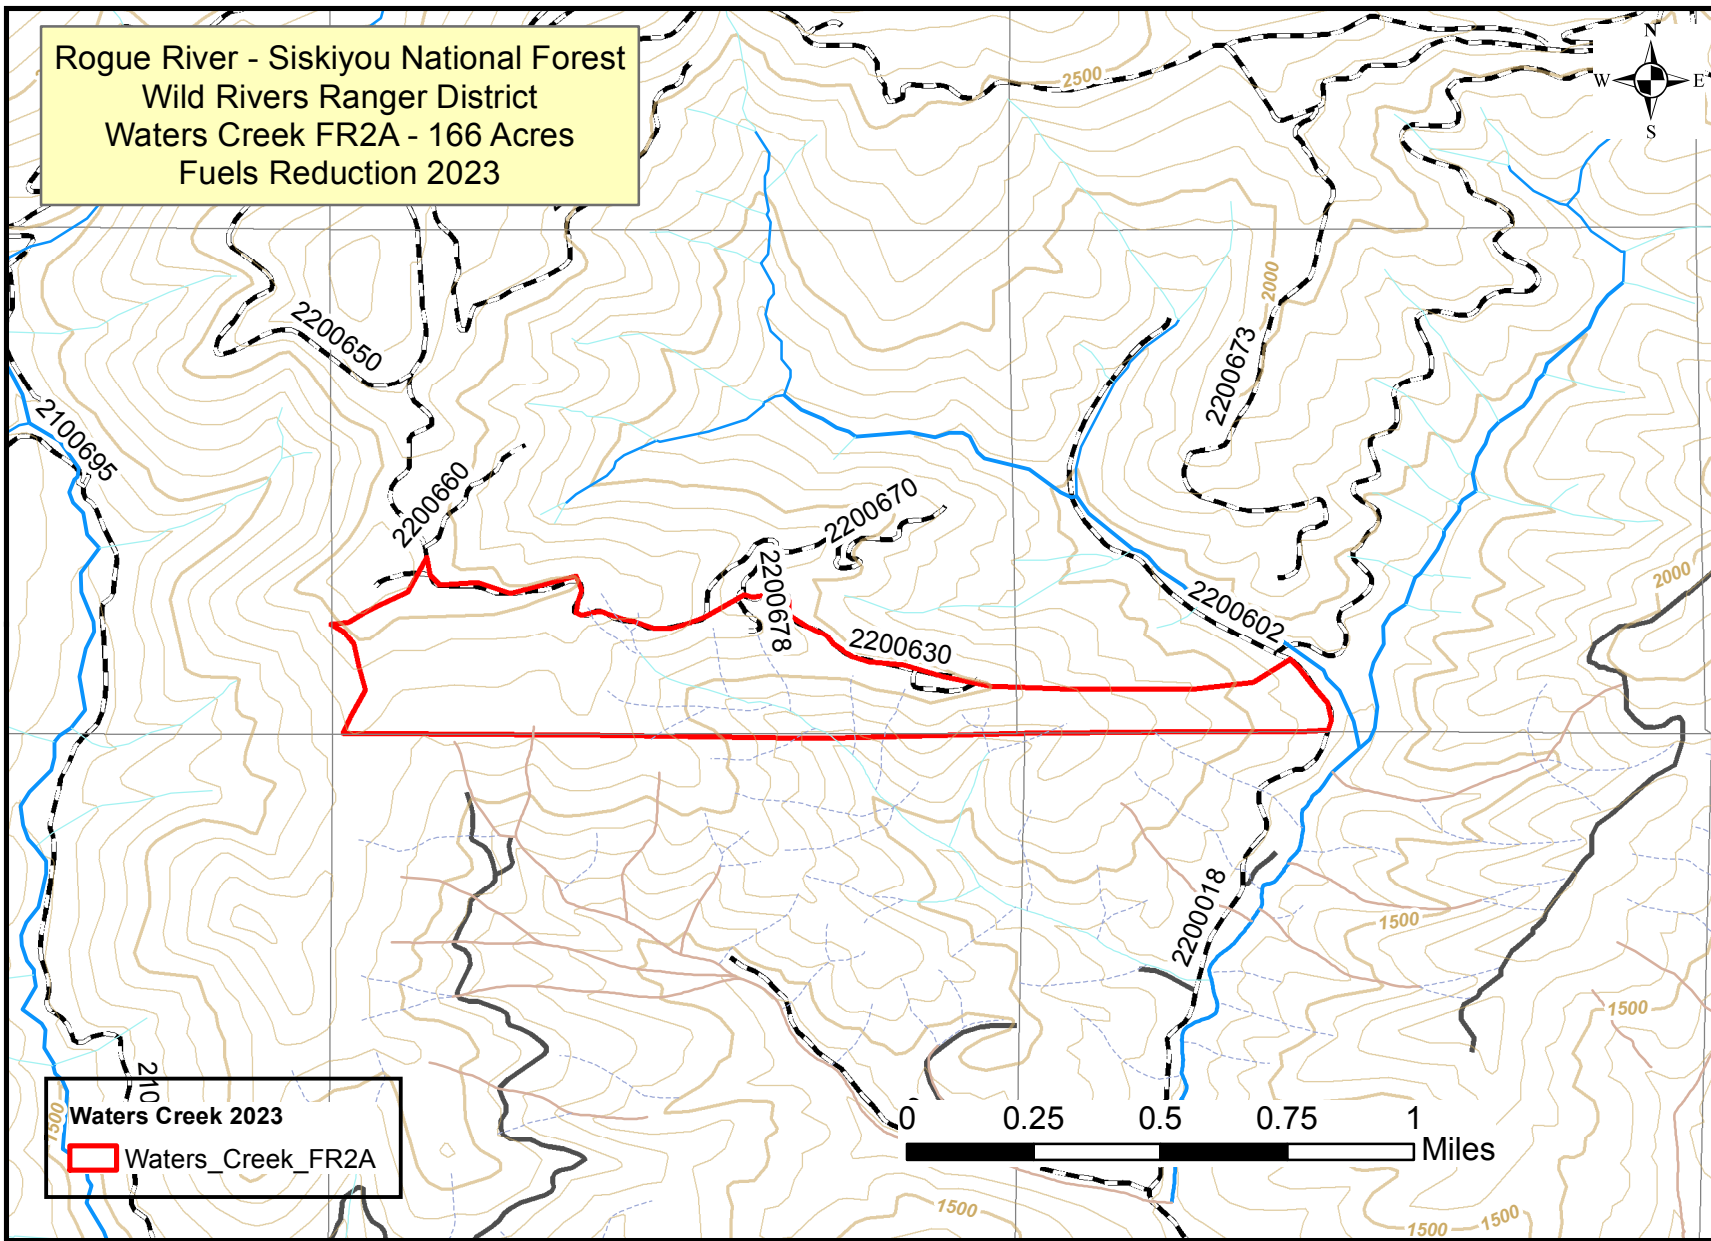 Rogue River - Siskiyou National Forest
Wild Rivers Ranger District
Waters Creek FR2A - 166 Acres
Fuels Reduction 2023
N
W E
S
2500
2000
2200650
2200673
2100695
2200660
2200670
2200678
2200602
2000
2200630
2200018
1500
1500
210
1500
Waters Creek 2023
Waters_Creek_FR2A
0 0.25 0.5 0.75 1
Miles
1500
1500
1500